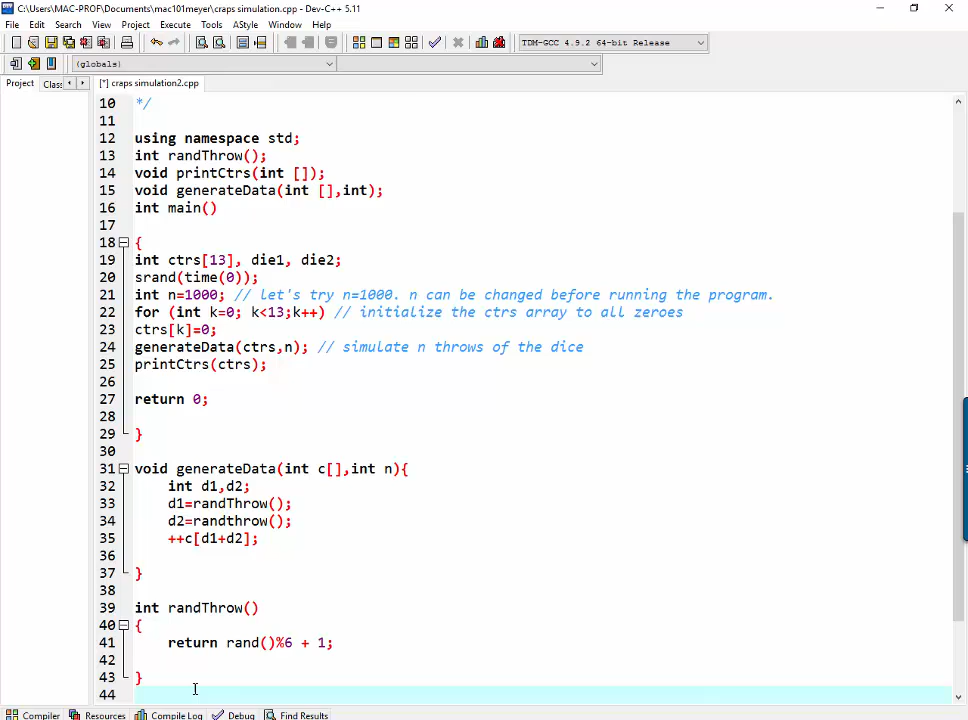 C:\Users\MAC-PROF\Documents\mac101meyer\craps simulation.cpp - Dev-C++ 5.11
File Edit Search View Project Execute Tools AStyle Window Help
TDM-GCC 4.9.2 64-bit Release
(globals)
Project Clas [*] craps simulation2.cpp
10 */
11
12 using namespace std;
13 int randThrow();
14 void printCtrs(int []);
15 void generateData(int [],int);
16 int main()
17
18 {
19 int ctrs[13], die1, die2;
20 srand(time(0));
21 int n=1000; // let's try n=1000. n can be changed before running the program.
22 for (int k=0; k<13;k++) // initialize the ctrs array to all zeroes
23 ctrs[k]=0;
24 generateData(ctrs,n); // simulate n throws of the dice
25 printCtrs(ctrs);
26
27 return 0;
28
29 }
30
31 void generateData(int c[],int n){
32 int d1,d2;
33 d1=randThrow();
34 d2=randthrow();
35 ++c[d1+d2];
36
37 }
38
39 int randThrow()
40 {
41 return rand()%6 + 1;
42
43 }
44
Compiler Resources Compile Log Debug Find Results